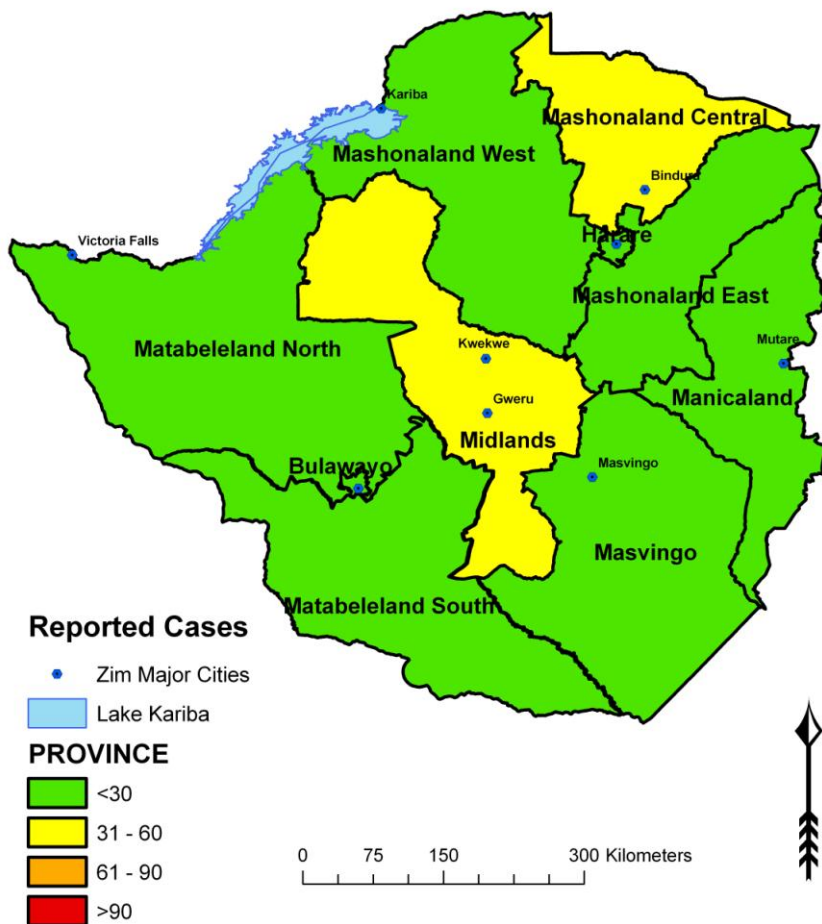 Kariba
Mashonaland Central
Mashonaland West
Bindura
Harare
Victoria Falls
Mashonaland East
Matabeleland North
Kwekwe
Mutare
Manicaland
Gweru
Midlands
Bulawayo
Masvingo
Masvingo
Matabeleland South
Reported Cases
Zim Major Cities
Lake Kariba
PROVINCE
<30
31 - 60
61 - 90
>90
0 75 150 300 Kilometers